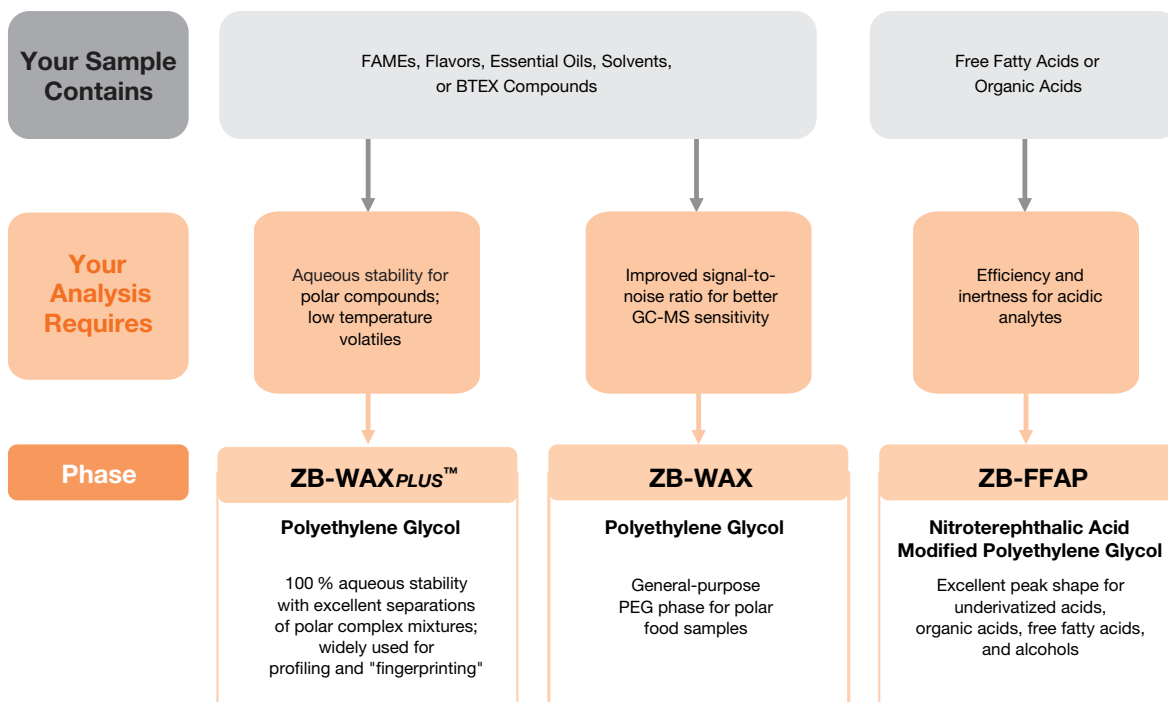 Your Sample
Contains
FAMEs, Flavors, Essential Oils, Solvents,
or BTEX Compounds
Free Fatty Acids or
Organic Acids
Your
Analysis
Requires
Aqueous stability for
polar compounds;
low temperature
volatiles
Improved signal-to-
noise ratio for better
GC-MS sensitivity
Efficiency and
inertness for acidic
analytes
Phase
ZB-WAXPLUS™
Polyethylene Glycol
100 % aqueous stability
with excellent separations
of polar complex mixtures;
widely used for
profiling and "fingerprinting"
ZB-WAX
Polyethylene Glycol
General-purpose
PEG phase for polar
food samples
ZB-FFAP
Nitroterephthalic Acid
Modified Polyethylene Glycol
Excellent peak shape for
underivatized acids,
organic acids, free fatty acids,
and alcohols